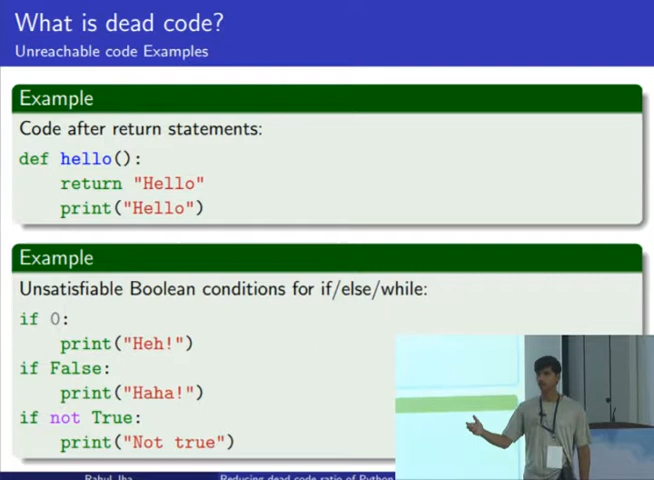 What is dead code?
Unreachable code Examples
Example
Code after return statements:
def hello():
return "Hello"
print("Hello")
Example
Unsatisfiable Boolean conditions for if/else/while:
if 0:
print("Heh!")
if False:
print("Haha!")
if not True:
print("Not true")
Rahul Jha
Reducing dead code ratio of Python